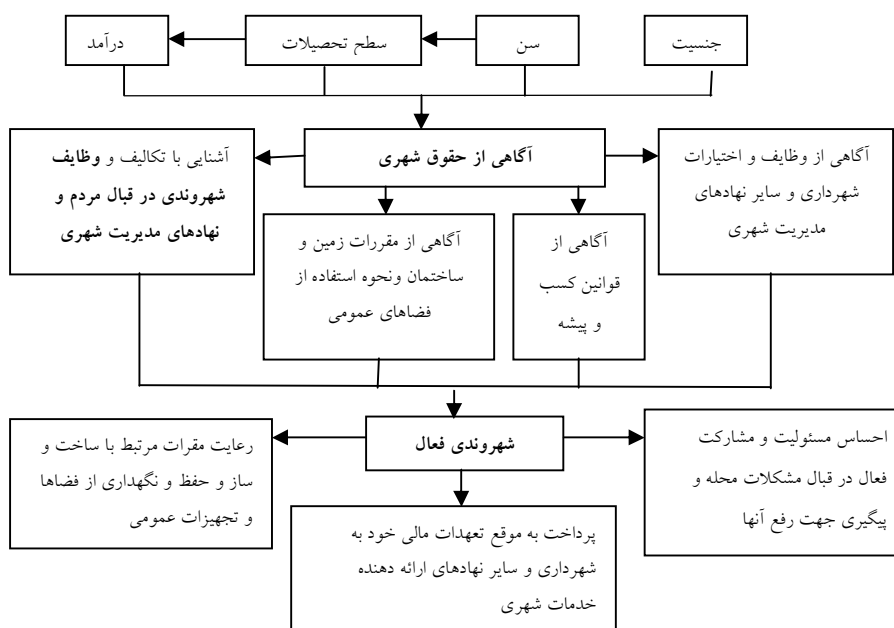 جنسیت
سن
سطح تحصیلات
درآمد
آگاهی از وظایف و اختیارات
شهرداری و سایر نهادهای
مدیریت شهری
آگاهی از حقوق شهری
آشنایی با تکالیف و وظایف
شهروندی در قبال مردم و
نهادهای مدیریت شهری
آگاهی از
قوانین کسب
و پیشه
آگاهی از مقررات زمین و
ساختمان ونحوه استفاده از
فضاهای عمومی
احساس مسئولیت و مشارکت
فعال در قبال مشکلات محله و
پیگیری جهت رفع آنها
شهروندی فعال
رعایت مقرات مرتبط با ساخت و
ساز و حفظ و نگهداری از فضاها
و تجهیزات عمومی
پرداخت به موقع تعهدات مالی خود به
شهرداری و سایر نهادهای ارائه دهنده
خدمات شهری